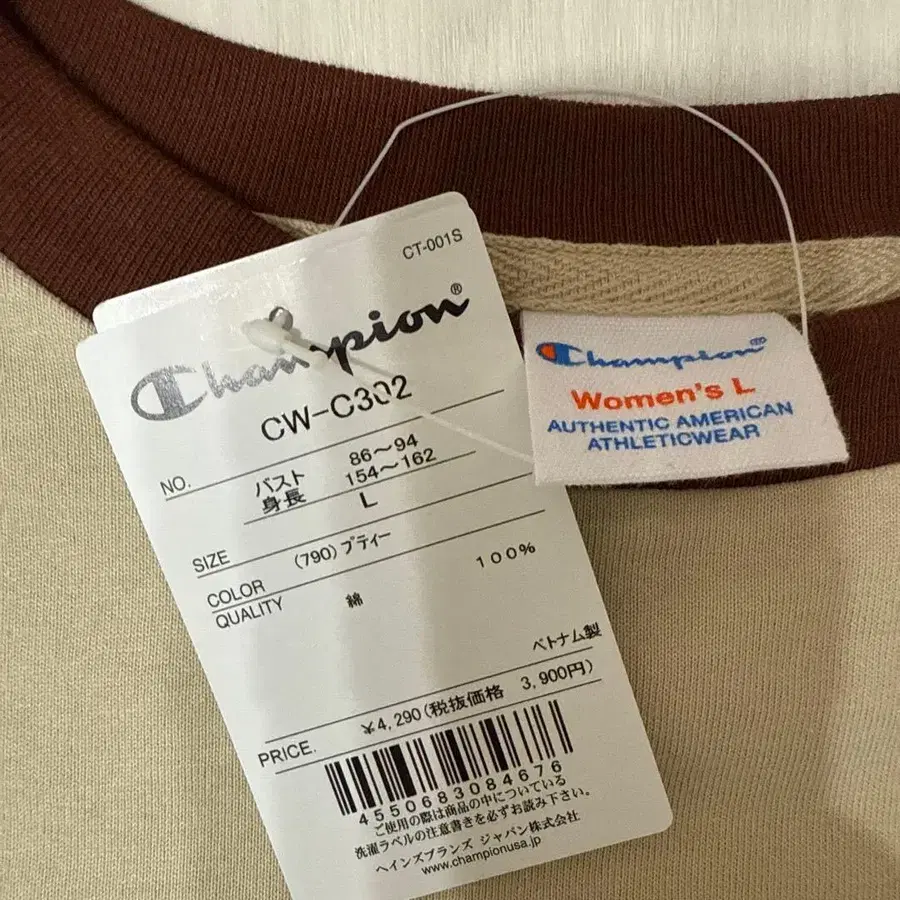 CT-001S
Champion®
CW-C302
NO.
バスト 86～94
身長 154～162
SIZE L
COLOR (790)プティー
QUALITY 綿 100%
ベトナム製
PRICE. ¥4,290(税抜価格 3,900円)
4550683084676
ご使用の際は商品の中についている
洗濯ラベルの注意書きを必ずお読み下さい。
ヘインズブランズ ジャパン株式会社
www.championusa.jp
Champion®
Women's L
AUTHENTIC AMERICAN
ATHLETICWEAR